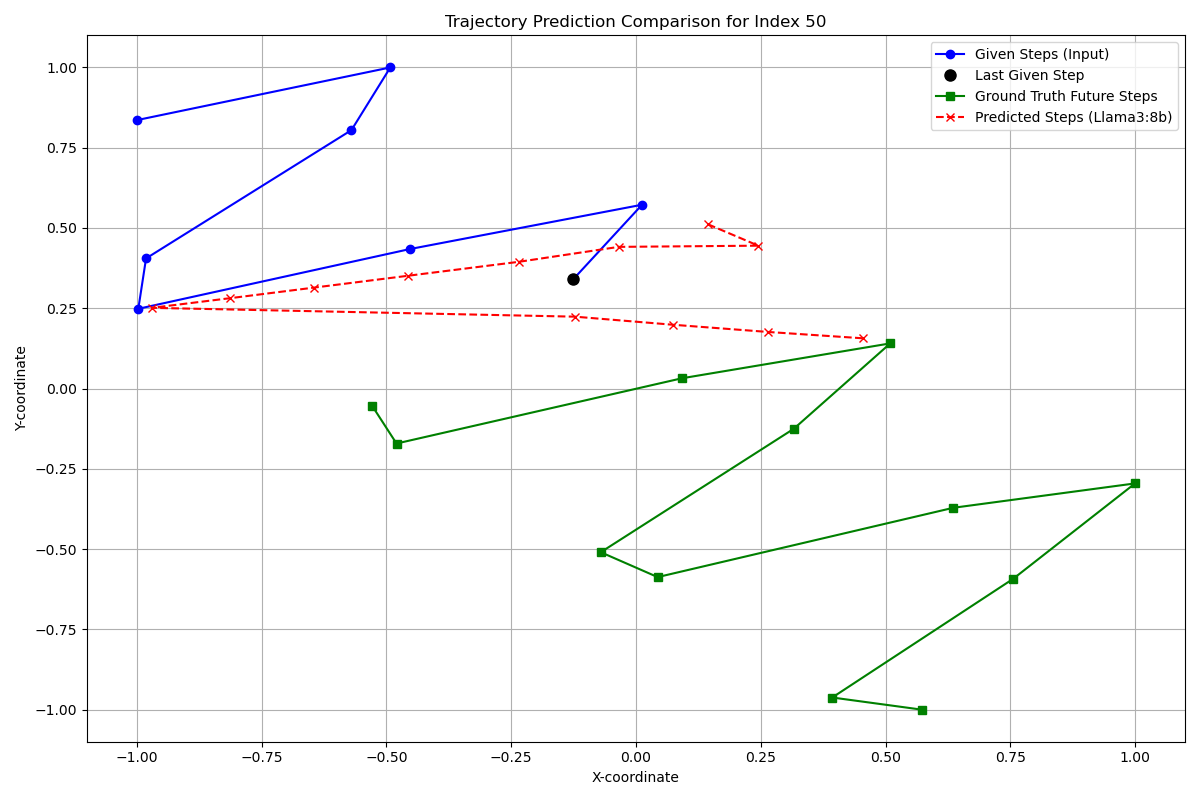 Trajectory Prediction Comparison for Index 50
Given Steps (Input)
Last Given Step
Ground Truth Future Steps
Predicted Steps (Llama3:8b)
Y-coordinate
1.00
0.75
0.50
0.25
0.00
−0.25
−0.50
−0.75
−1.00
−1.00 −0.75 −0.50 −0.25 0.00 0.25 0.50 0.75 1.00
X-coordinate